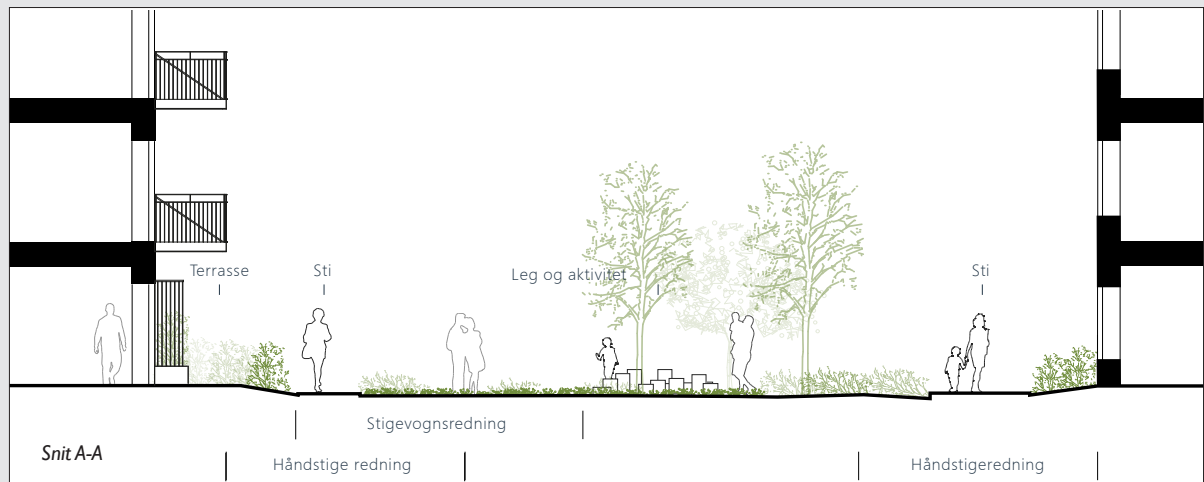 Terrasse
Sti
Leg og aktivitet
Sti
Stigevognsredning
Snit A-A
Håndstige redning
Håndstigeredning